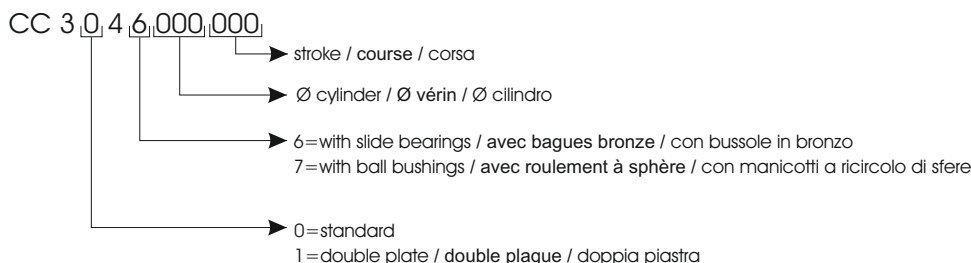 CC 3 0 4 6 000 000
stroke / course / corsa
Ø cylinder / Ø vérin / Ø cilindro
6=with slide bearings / avec bagues bronze / con bussole in bronzo
7=with ball bushings / avec roulement à sphère / con manicotti a ricircolo di sfere
0=standard
1=double plate / double plaque / doppia piastra